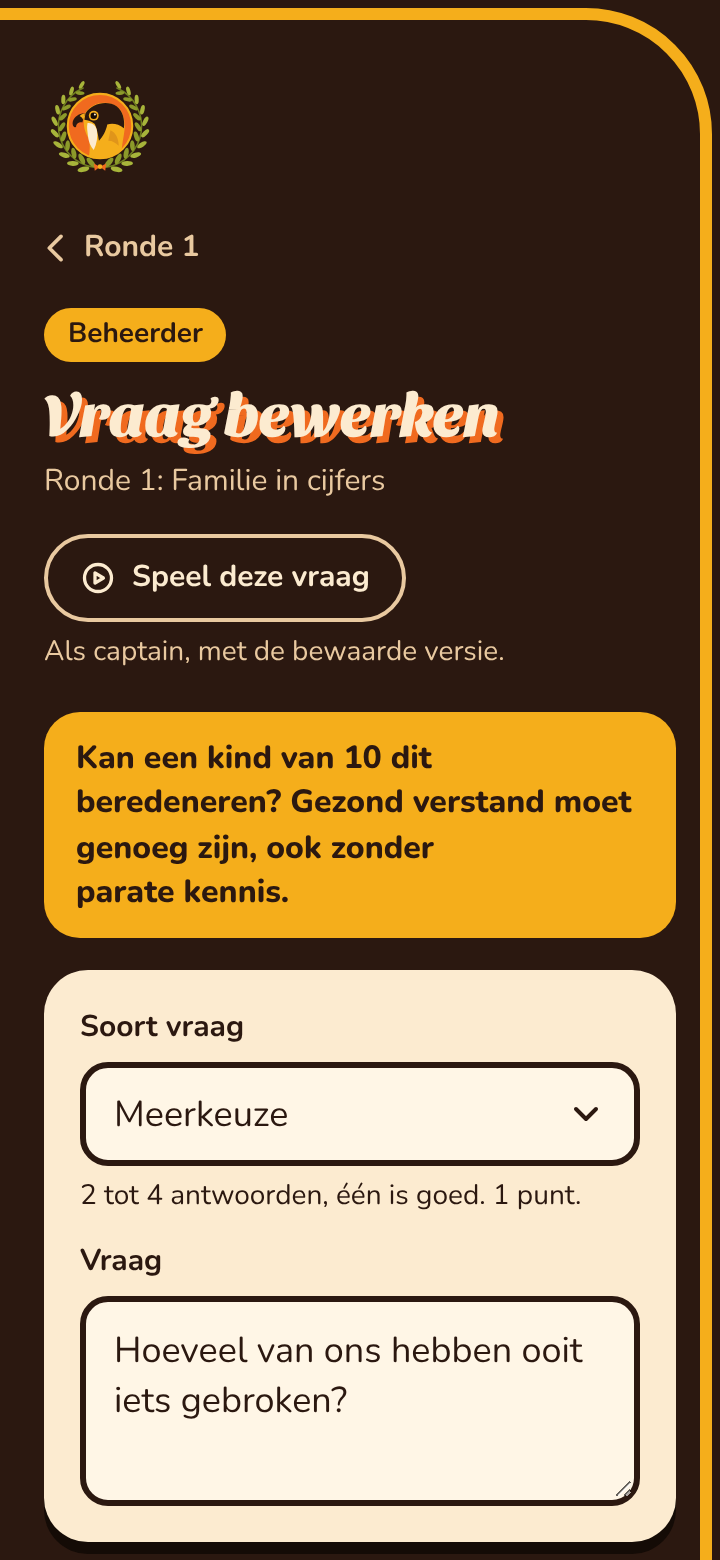 Ronde 1
Beheerder
Vraag bewerken
Ronde 1: Familie in cijfers
Speel deze vraag
Als captain, met de bewaarde versie.
Kan een kind van 10 dit
beredeneren? Gezond verstand moet
genoeg zijn, ook zonder
parate kennis.
Soort vraag
Meerkeuze
2 tot 4 antwoorden, één is goed. 1 punt.
Vraag
Hoeveel van ons hebben ooit
iets gebroken?